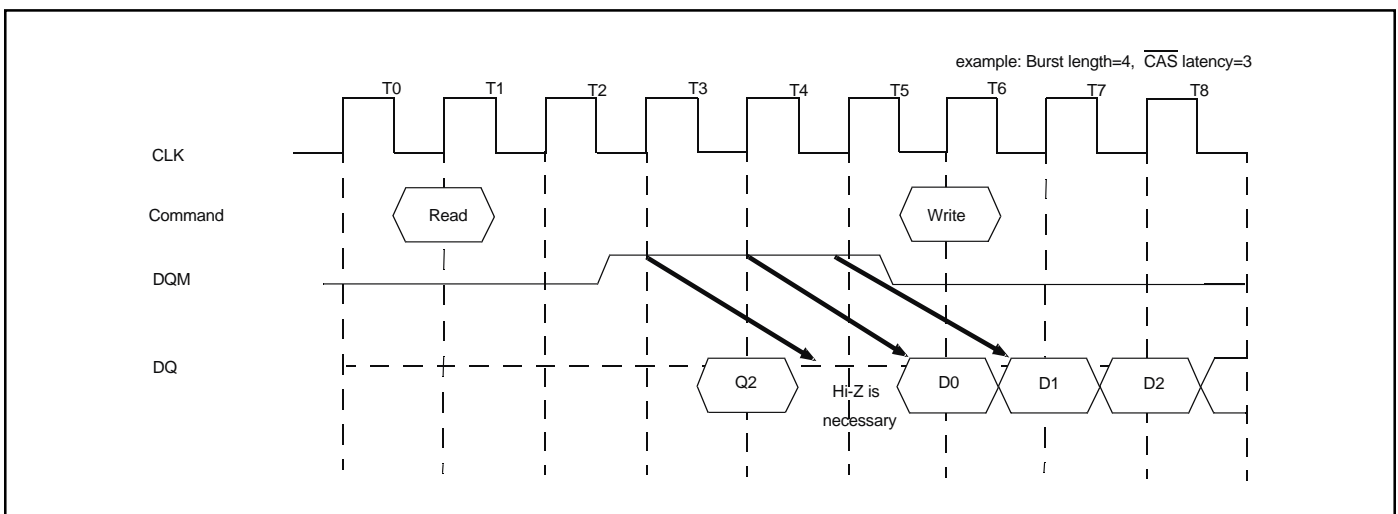 example: Burst length=4, CAS latency=3
T0 T1 T2 T3 T4 T5 T6 T7 T8
CLK
Command Read Write
DQM
DQ Q2 D0 D1 D2
Hi-Z is
necessary